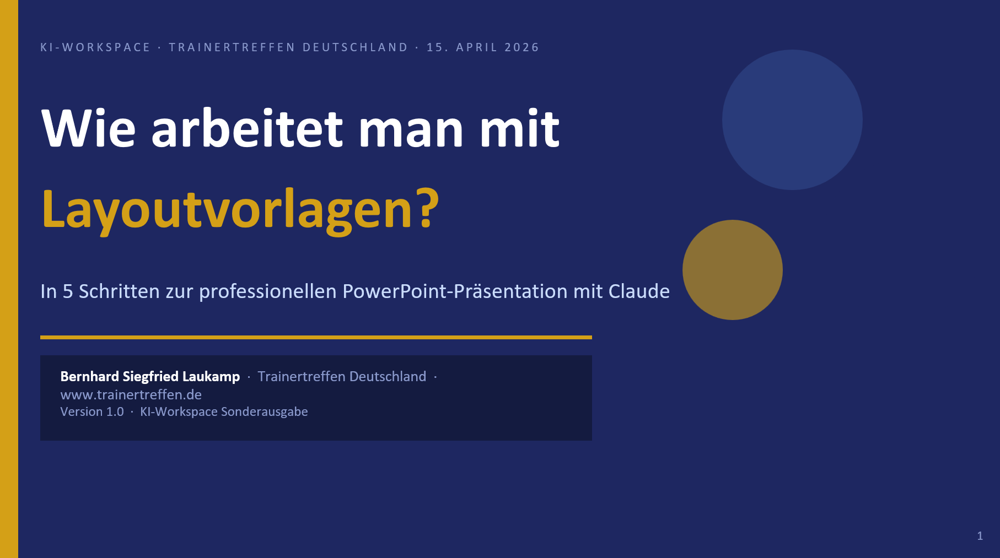 KI-WORKSPACE · TRAINERTREFFEN DEUTSCHLAND · 15. APRIL 2026
Wie arbeitet man mit
Layoutvorlagen?
In 5 Schritten zur professionellen PowerPoint-Präsentation mit Claude
Bernhard Siegfried Laukamp · Trainertreffen Deutschland ·
www.trainertreffen.de
Version 1.0 · KI-Workspace Sonderausgabe
1